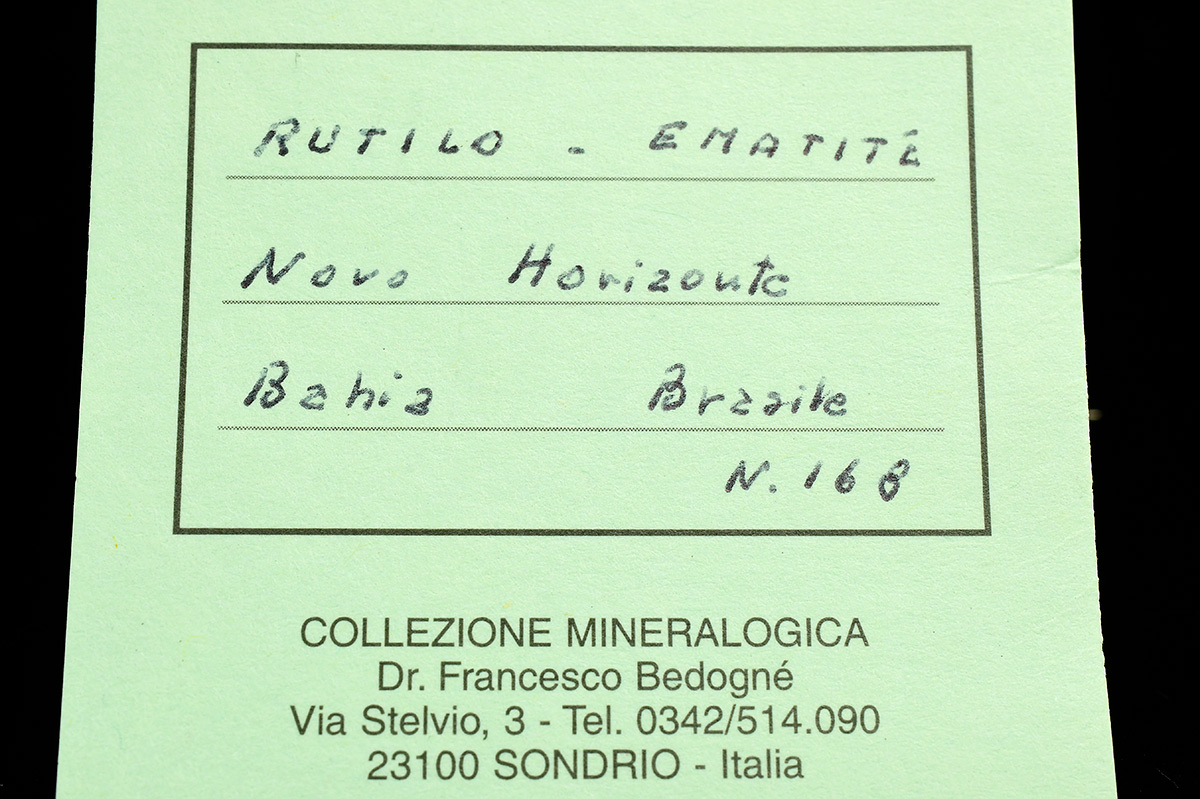 RUTILO - EMATITE
Novo Horizonte
Bahia Brasile
N. 168
COLLEZIONE MINERALOGICA
Dr. Francesco Bedogné
Via Stelvio, 3 - Tel. 0342/514.090
23100 SONDRIO - Italia